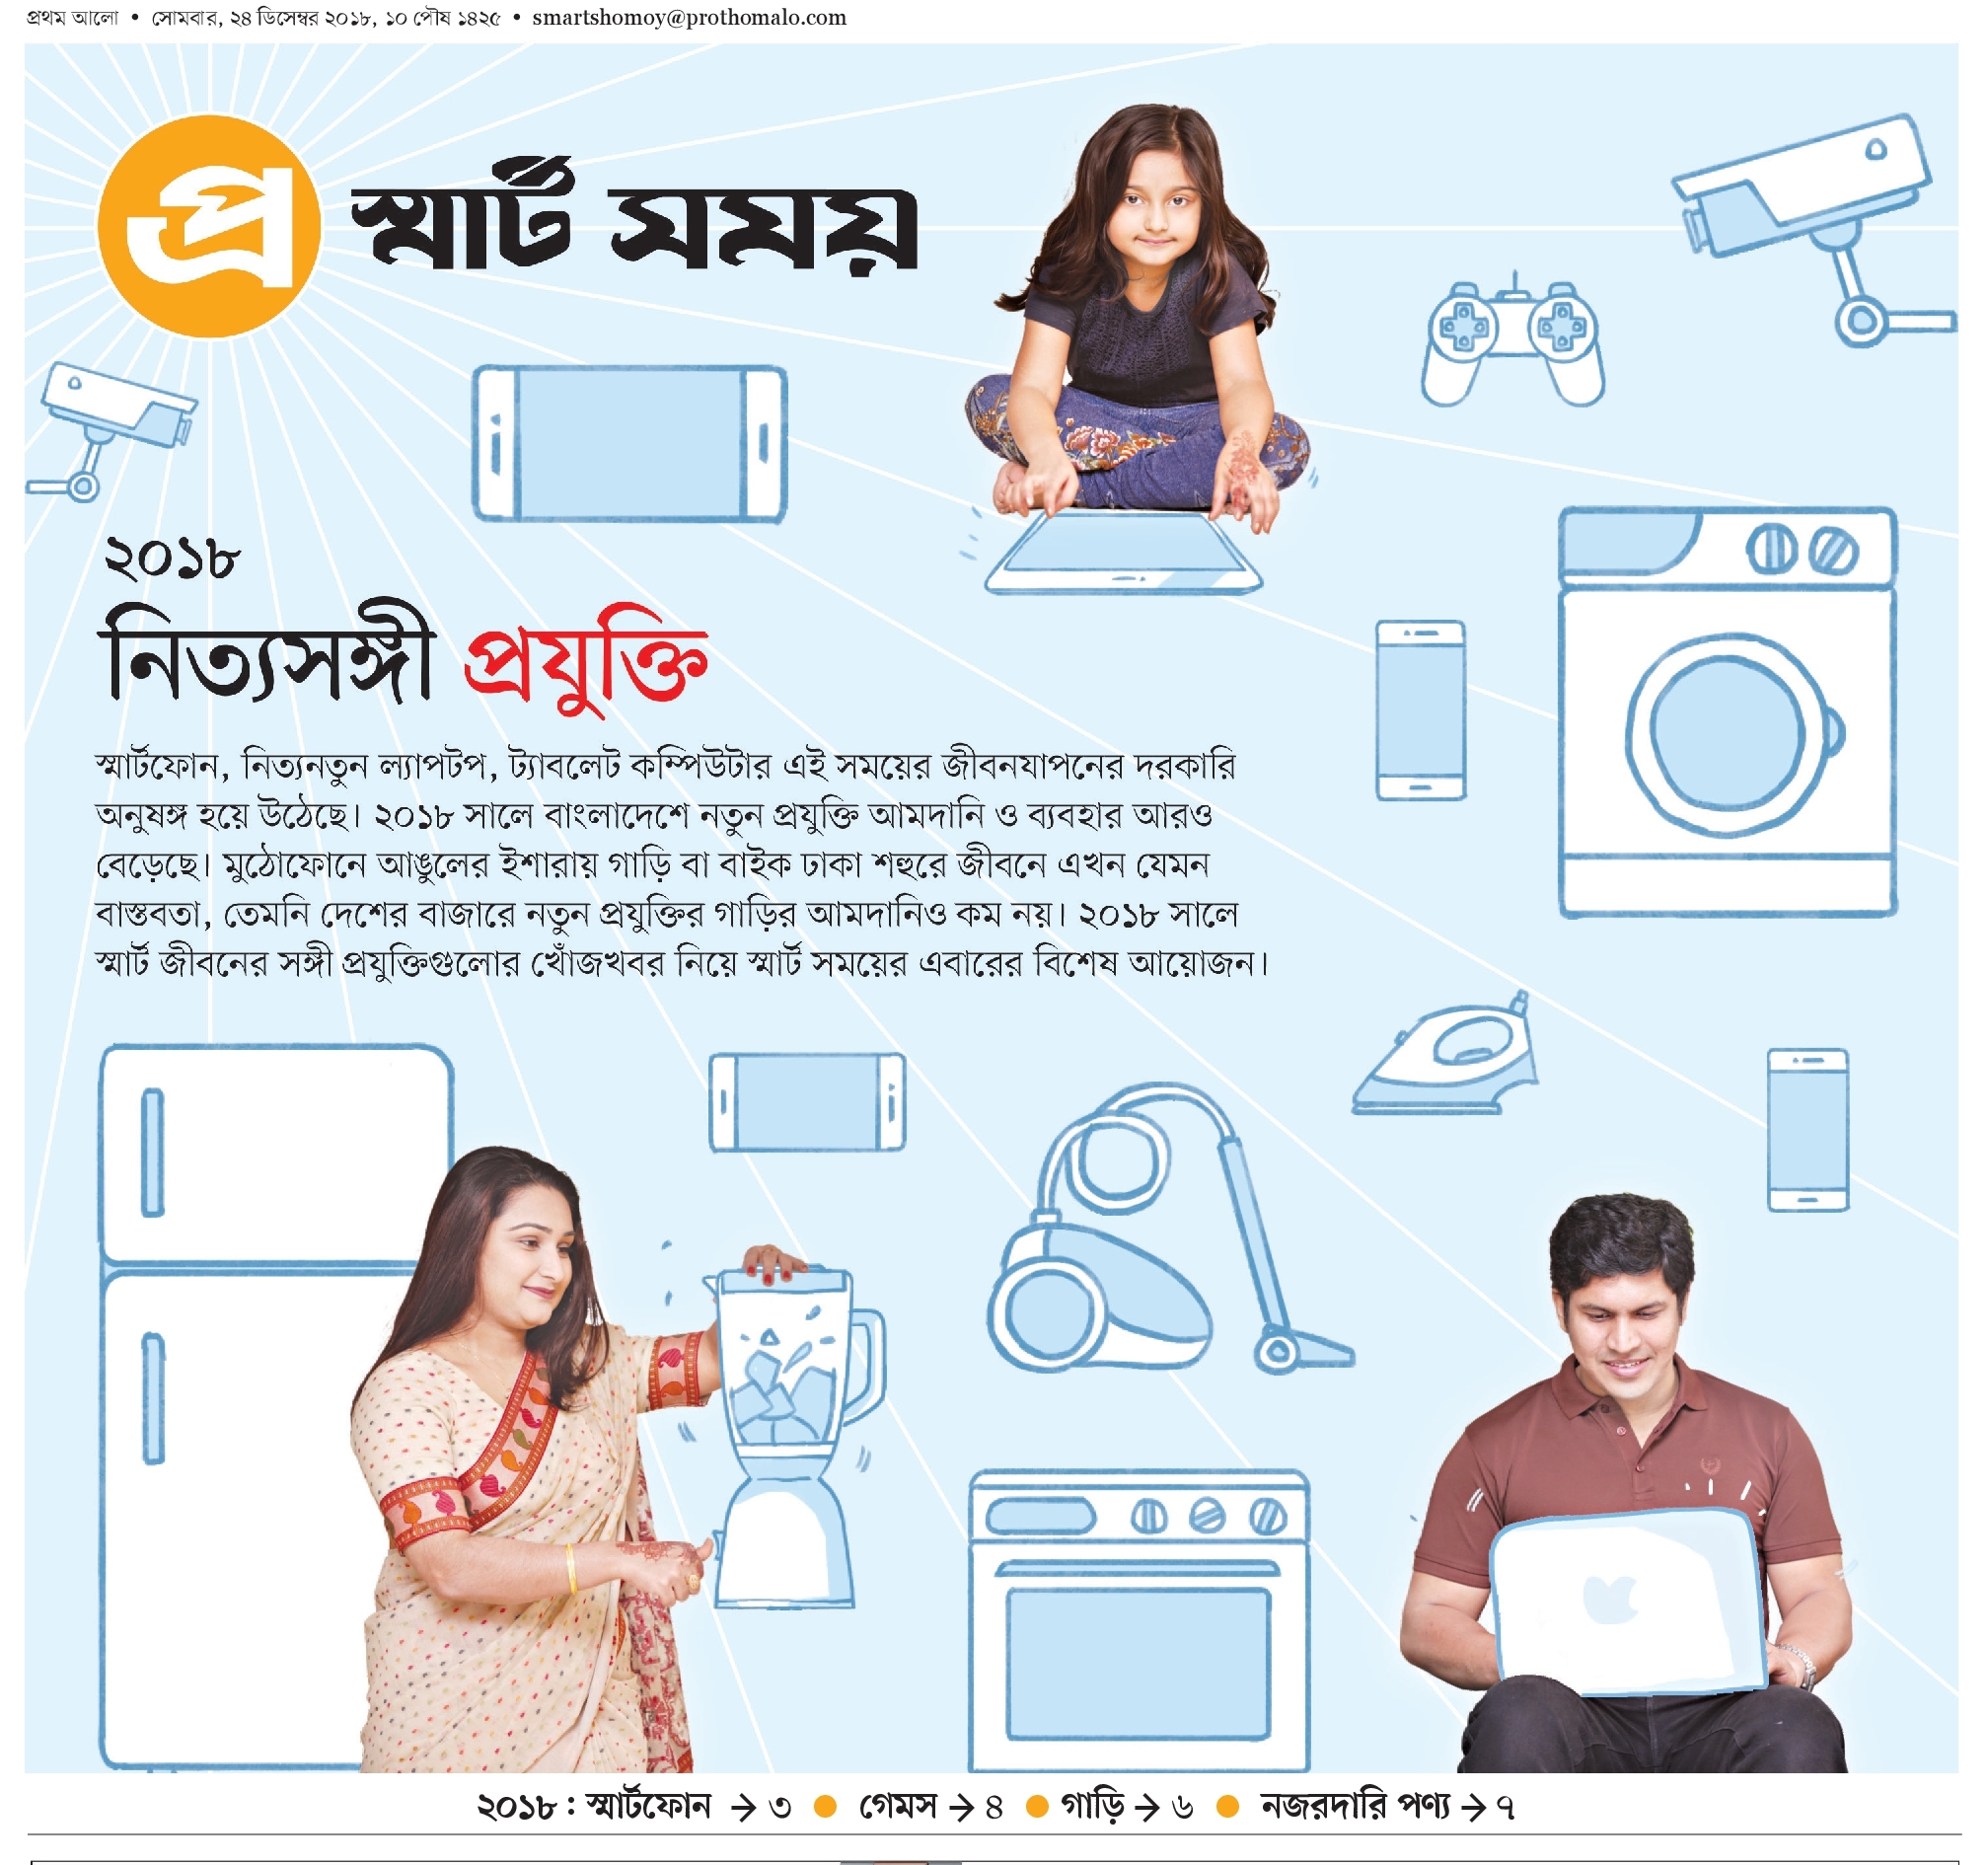 প্রথম আলো • সোমবার, ২৪ ডিসেম্বর ২০১৮, ১০ পৌষ ১৪২৫ • smartshomoy@prothomalo.com
প্র স্মার্ট সময়
২০১৮
নিত্যসঙ্গী প্রযুক্তি
স্মার্টফোন, নিত্যনতুন ল্যাপটপ, ট্যাবলেট কম্পিউটার এই সময়ের জীবনযাপনের দরকারি
অনুষঙ্গ হয়ে উঠেছে। ২০১৮ সালে বাংলাদেশে নতুন প্রযুক্তি আমদানি ও ব্যবহার আরও
বেড়েছে। মুঠোফোনে আঙুলের ইশারায় গাড়ি বা বাইক ঢাকা শহুরে জীবনে এখন যেমন
বাস্তবতা, তেমনি দেশের বাজারে নতুন প্রযুক্তির গাড়ির আমদানিও কম নয়। ২০১৮ সালে
স্মার্ট জীবনের সঙ্গী প্রযুক্তিগুলোর খোঁজখবর নিয়ে স্মার্ট সময়ের এবারের বিশেষ আয়োজন।
২০১৮ : স্মার্টফোন → ৩ ● গেমস → ৪ ● গাড়ি → ৬ ● নজরদারি পণ্য → ৭